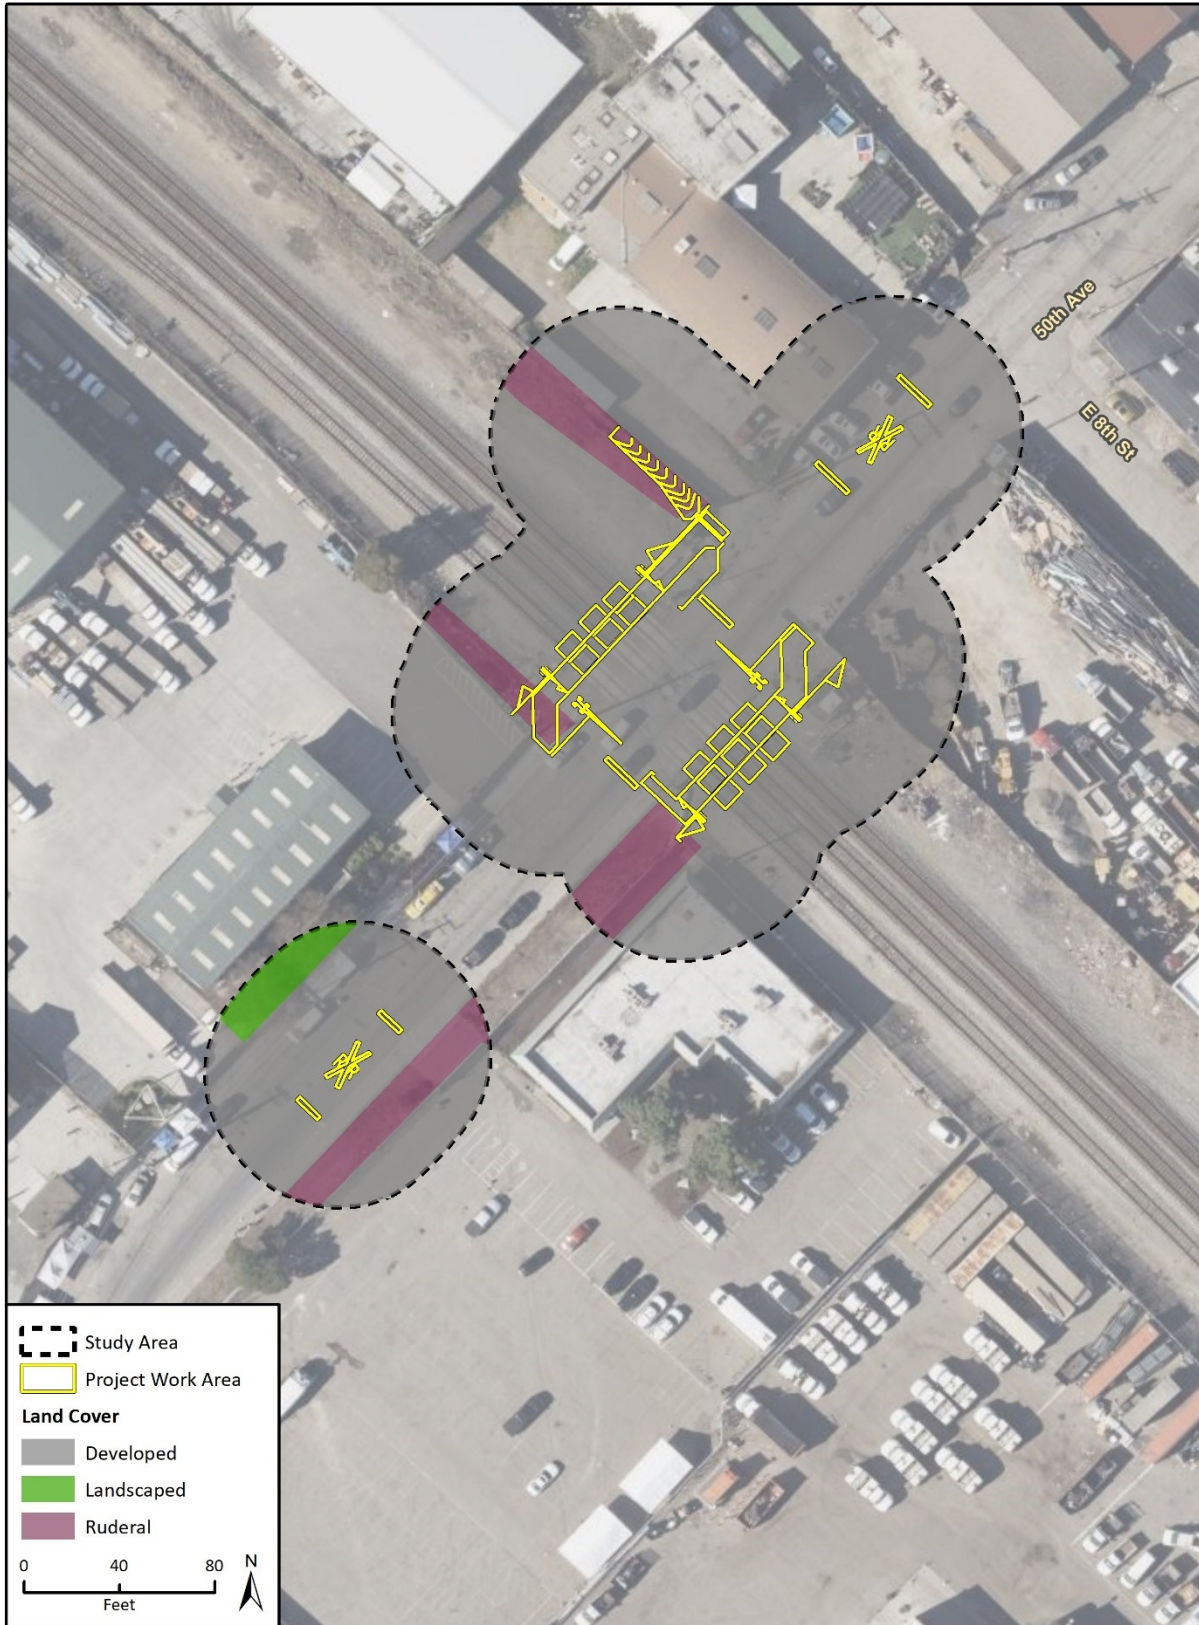 50th Ave
E 8th St
Study Area
Project Work Area
Land Cover
Developed
Landscaped
Ruderal
0 40 80
Feet
N